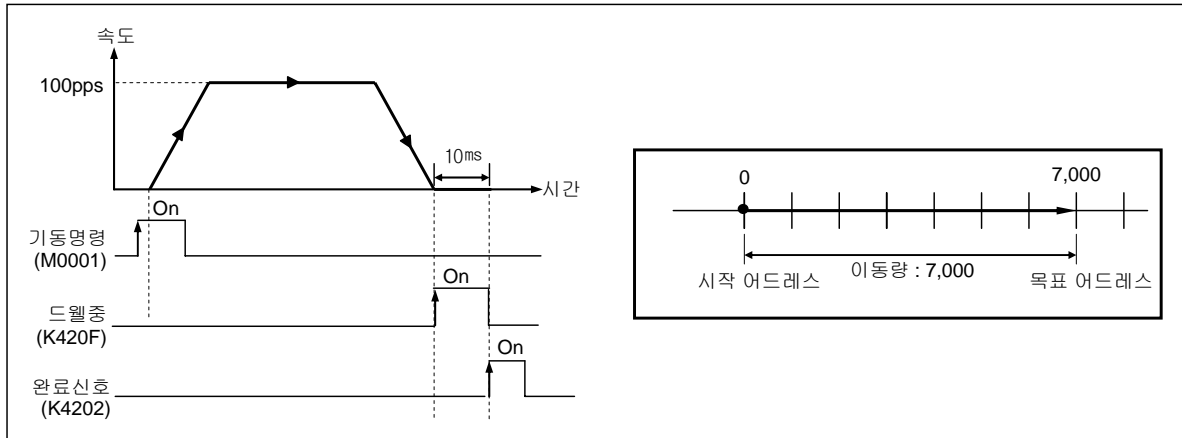 속도
100pps
10ms
시간
On
기동명령
(M0001)
On
드웰중
(K420F)
On
완료신호
(K4202)
0 7,000
이동량 : 7,000
시작 어드레스 목표 어드레스